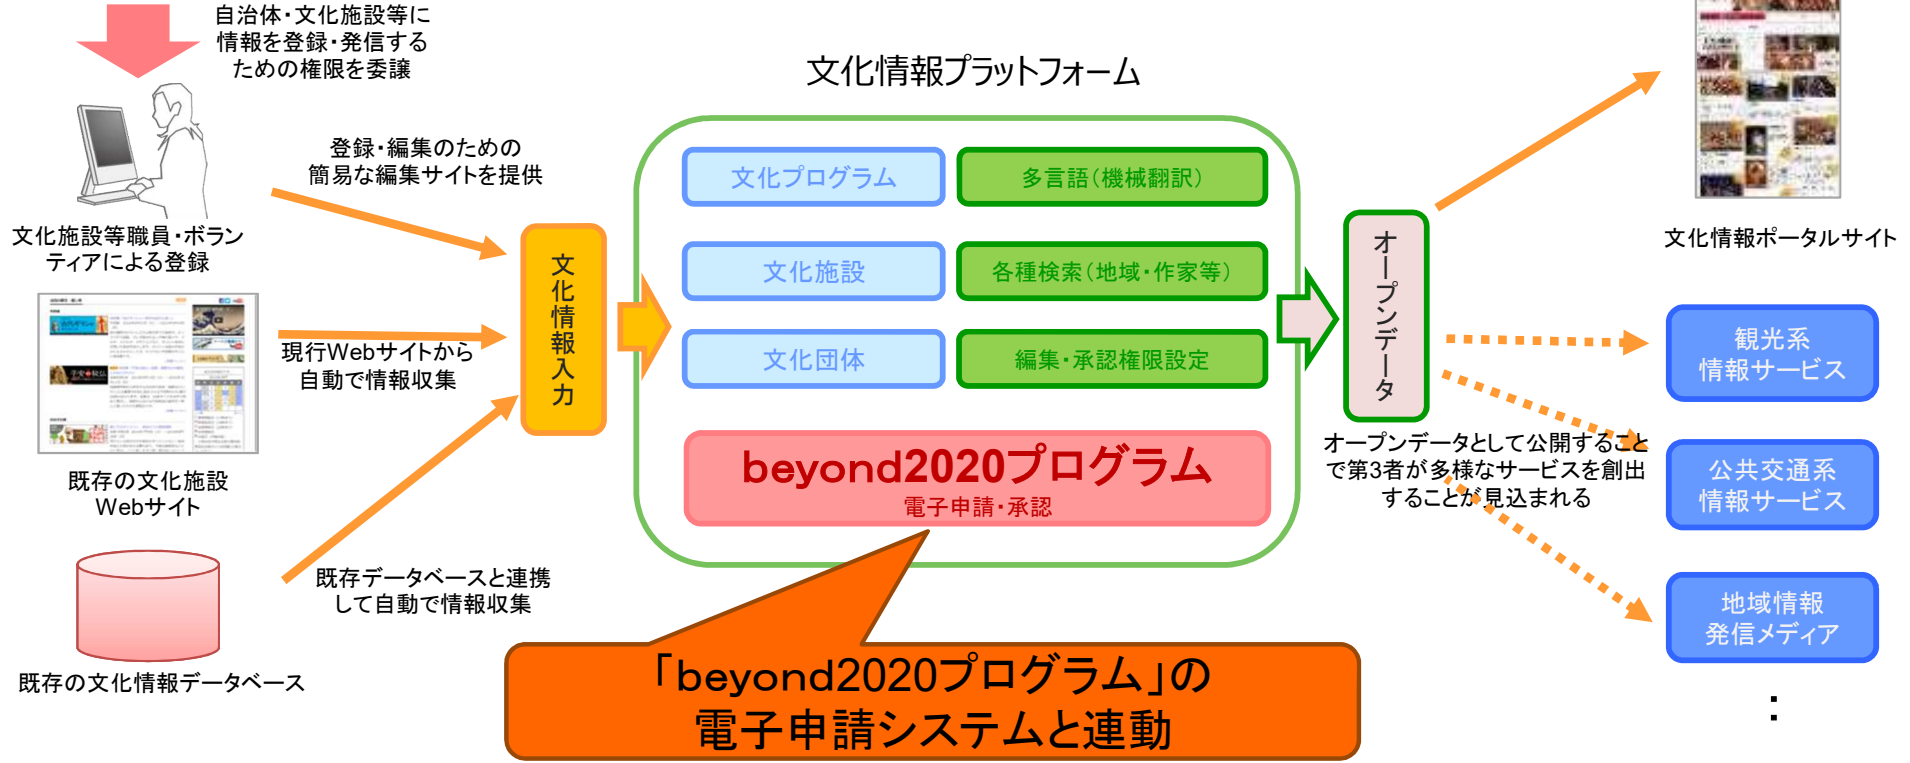 自治体・文化施設等に
情報を登録・発信する
ための権限を委譲
文化施設等職員・ボラン
ティアによる登録
既存の文化施設
Webサイト
既存の文化情報データベース
登録・編集のための
簡易な編集サイトを提供
現行Webサイトから
自動で情報収集
既存データベースと連携
して自動で情報収集
文化情報入力
文化情報プラットフォーム
文化プログラム
多言語（機械翻訳）
文化施設
各種検索（地域・作家等）
文化団体
編集・承認権限設定
beyond2020プログラム
電子申請・承認
「beyond2020プログラム」の
電子申請システムと連動
オープンデータ
オープンデータとして公開すること
で第3者が多様なサービスを創出
することが見込まれる
文化情報ポータルサイト
観光系
情報サービス
公共交通系
情報サービス
地域情報
発信メディア
：